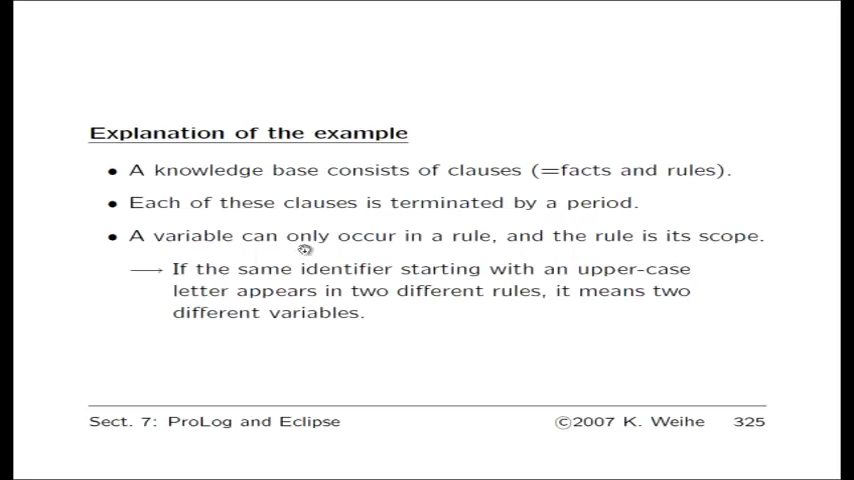 Explanation of the example
• A knowledge base consists of clauses (=facts and rules).
• Each of these clauses is terminated by a period.
• A variable can only occur in a rule, and the rule is its scope.
⟶ If the same identifier starting with an upper-case
letter appears in two different rules, it means two
different variables.
Sect. 7: ProLog and Eclipse ©2007 K. Weihe 325